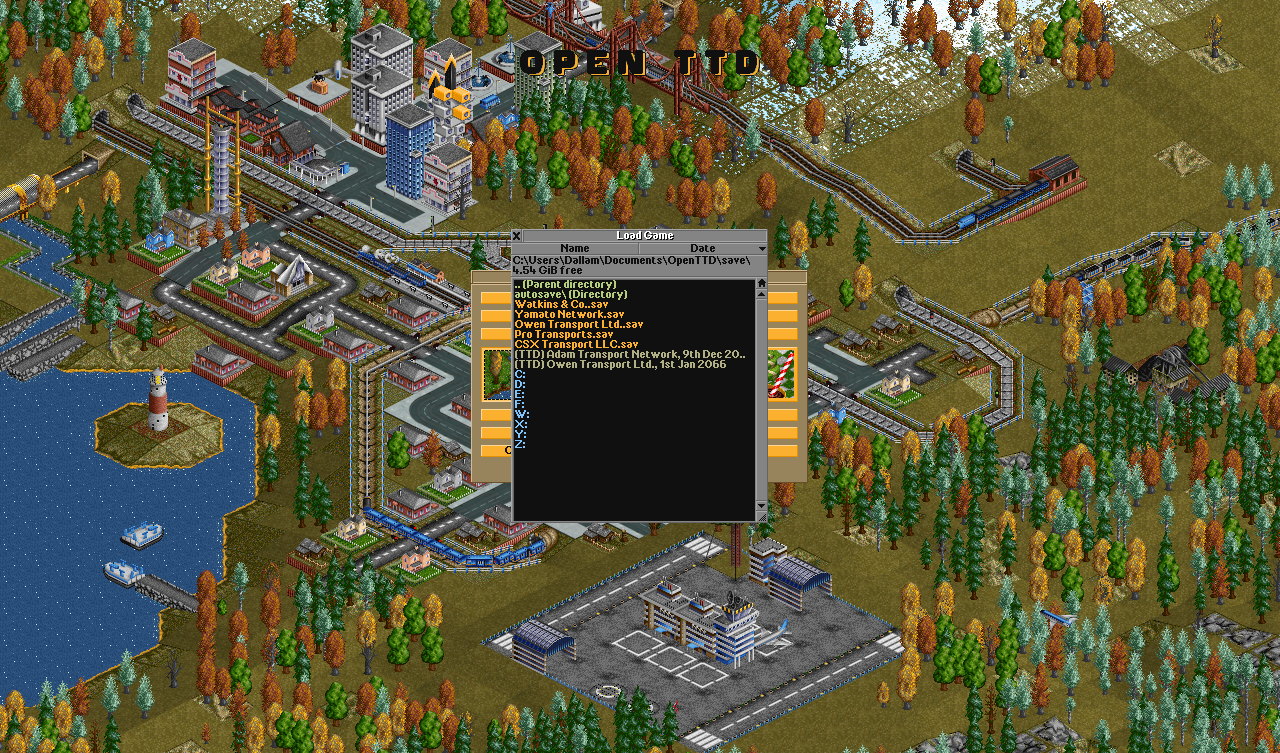 OPEN TTD
Load Game
Name Date
C:\Users\Dallam\Documents\OpenTTD\save\
4.54 GiB free
.. (Parent directory)
autosave\ (Directory)
Watkins & Co..sav
Yamato Network.sav
Owen Transport Ltd..sav
Pro Transports.sav
CSX Transport LLC.sav
(TTD) Adam Transport Network, 9th Dec 20..
(TTD) Owen Transport Ltd., 1st Jan 2066
C:
D:
E:
F:
W:
X:
Y:
Z: